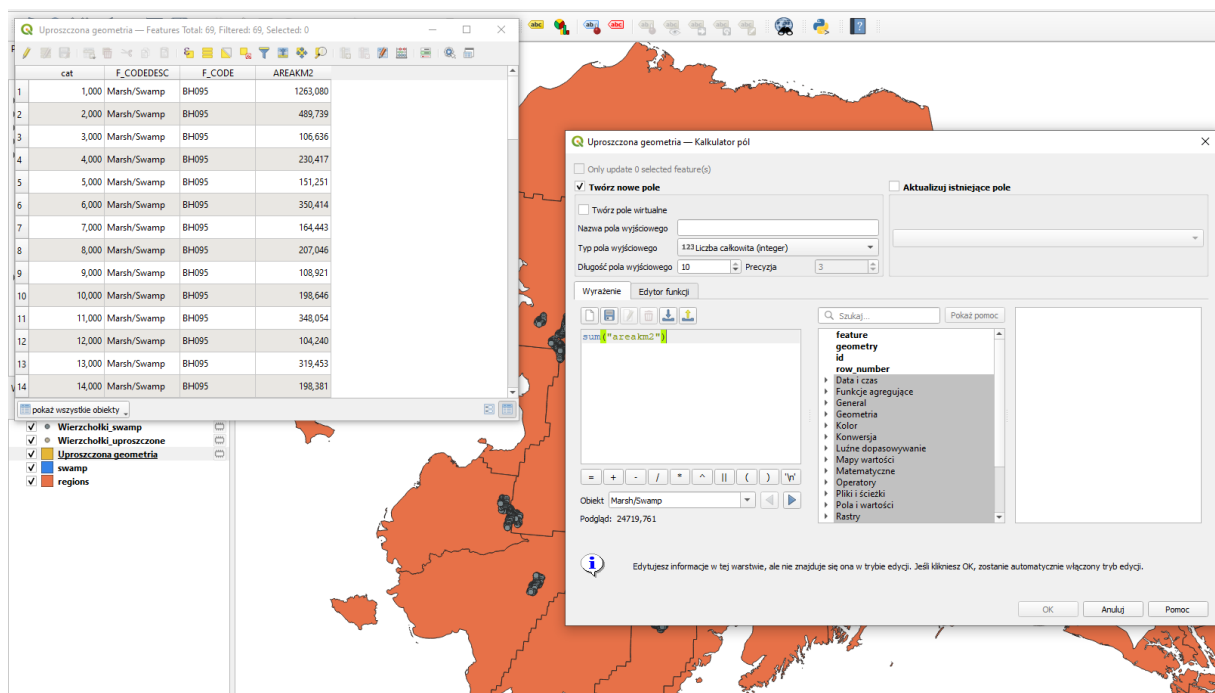 Uproszczona geometria — Features Total: 69, Filtered: 69, Selected: 0
cat F_CODEDESC F_CODE AREAKM2
1 1,000 Marsh/Swamp BH095 1263,080
2 2,000 Marsh/Swamp BH095 489,739
3 3,000 Marsh/Swamp BH095 106,636
4 4,000 Marsh/Swamp BH095 230,417
5 5,000 Marsh/Swamp BH095 151,251
6 6,000 Marsh/Swamp BH095 350,414
7 7,000 Marsh/Swamp BH095 164,443
8 8,000 Marsh/Swamp BH095 207,046
9 9,000 Marsh/Swamp BH095 108,921
10 10,000 Marsh/Swamp BH095 198,646
11 11,000 Marsh/Swamp BH095 348,054
12 12,000 Marsh/Swamp BH095 104,240
13 13,000 Marsh/Swamp BH095 319,453
14 14,000 Marsh/Swamp BH095 198,381
pokaż wszystkie obiekty
Wierzchołki_swamp
Wierzchołki_uproszczone
Uproszczona geometria
swamp
regions
abc abc ab abc abc abc abc abc abc
Uproszczona geometria — Kalkulator pól
Only update 0 selected feature(s)
Twórz nowe pole
Aktualizuj istniejące pole
Twórz pole wirtualne
Nazwa pola wyjściowego
Typ pola wyjściowego 123 Liczba całkowita (integer)
Długość pola wyjściowego 10 Precyzja 3
Wyrażenie Edytor funkcji
sum("areakm2")
= + - / * ^ || ( ) '\n'
Obiekt Marsh/Swamp
Podgląd: 24719,761
Szukaj... Pokaż pomoc
feature
geometry
id
row_number
Data i czas
Funkcje agregujące
General
Geometria
Kolor
Konwersja
Luźne dopasowywanie
Mapy wartości
Matematyczne
Operatory
Pliki i ścieżki
Pola i wartości
Rastry
Edytujesz informacje w tej warstwie, ale nie znajduje się ona w trybie edycji. Jeśli klikniesz OK, zostanie automatycznie włączony tryb edycji.
OK Anuluj Pomoc